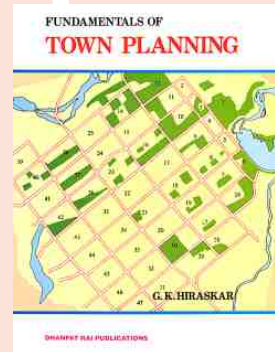 FUNDAMENTALS OF
TOWN PLANNING
G. K. HIRASKAR
DHANPAT RAI PUBLICATIONS